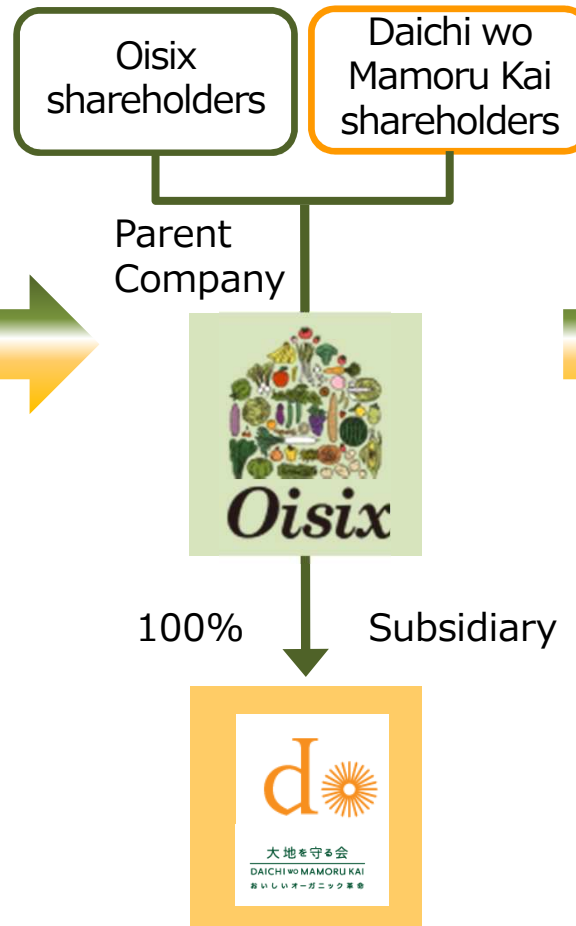 Oisix
shareholders
Daichi wo
Mamoru Kai
shareholders
Parent
Company
Oisix
100%
Subsidiary
do
大地を守る会
DAICHI WO MAMORU KAI
おいしいオーガニック革命